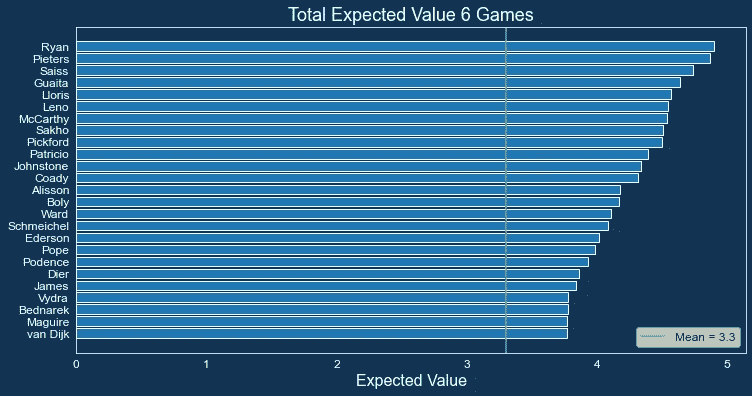 Total Expected Value 6 Games
Ryan
Pieters
Saiss
Guaita
Lloris
Leno
McCarthy
Sakho
Pickford
Patricio
Johnstone
Coady
Alisson
Boly
Ward
Schmeichel
Ederson
Pope
Podence
Dier
James
Vydra
Bednarek
Maguire
van Dijk
Mean = 3.3
0 1 2 3 4 5
Expected Value